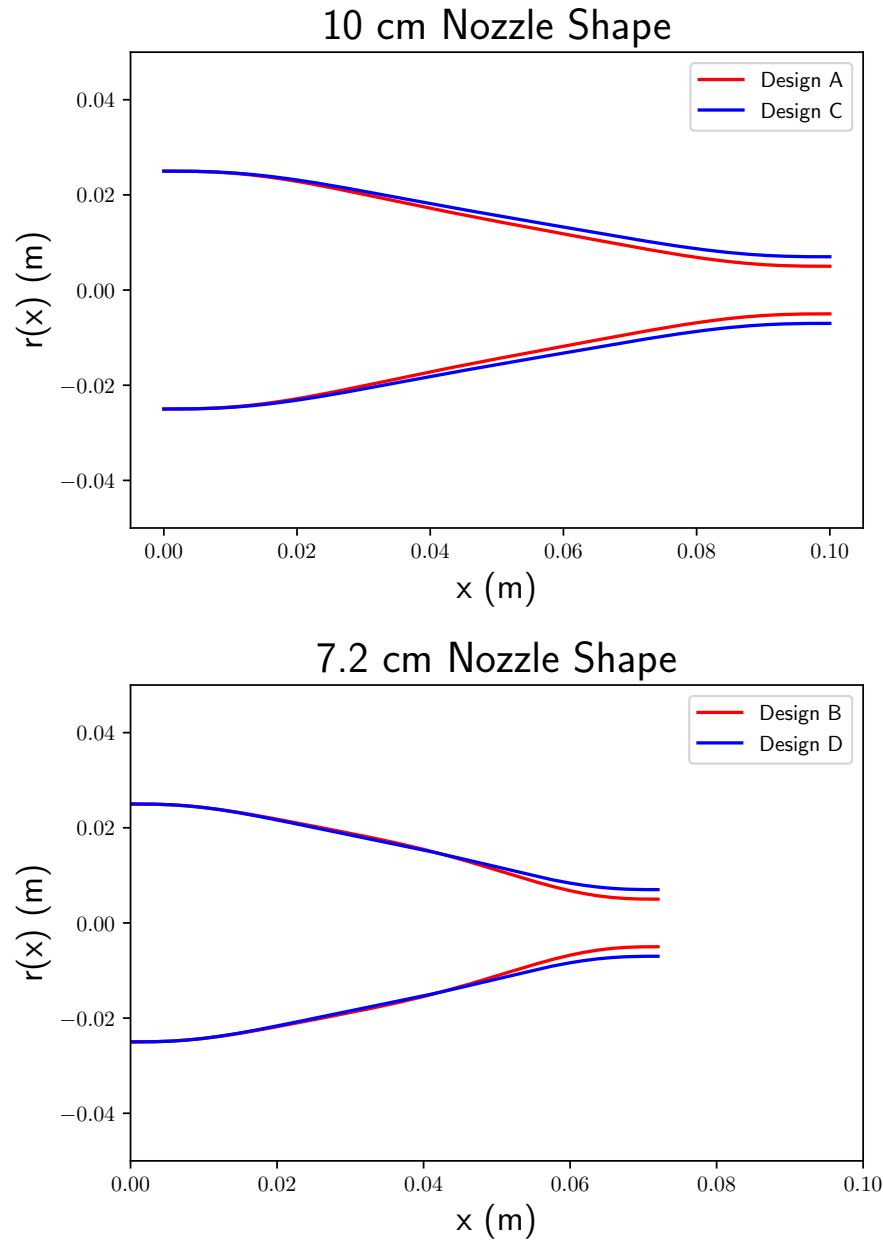 10 cm Nozzle Shape
Design A
Design C
0.04
0.02
0.00
−0.02
−0.04
r(x) (m)
0.00 0.02 0.04 0.06 0.08 0.10
x (m)
7.2 cm Nozzle Shape
Design B
Design D
0.04
0.02
0.00
−0.02
−0.04
r(x) (m)
0.00 0.02 0.04 0.06 0.08 0.10
x (m)